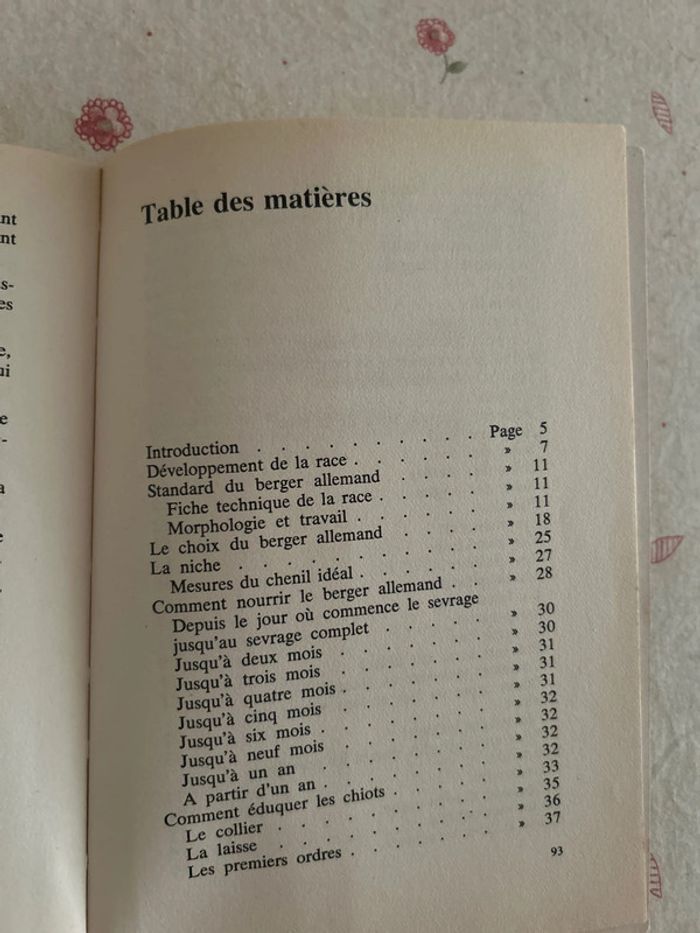 nt
nt
s-
es
e,
ui
e
-
a
e
Table des matières
Introduction . . . . . . . . . . Page 5
Développement de la race . . . . . . » 7
Standard du berger allemand . . . . » 11
Fiche technique de la race . . . . . » 11
Morphologie et travail . . . . . . » 11
Le choix du berger allemand . . . . » 18
La niche . . . . . . . . . . » 25
Mesures du chenil idéal . . . . . . » 27
Comment nourrir le berger allemand . . » 28
Depuis le jour où commence le sevrage
jusqu'au sevrage complet . . . . . » 30
Jusqu'à deux mois . . . . . . . » 30
Jusqu'à trois mois . . . . . . . » 31
Jusqu'à quatre mois . . . . . . . » 31
Jusqu'à cinq mois . . . . . . . » 31
Jusqu'à six mois . . . . . . . . » 32
Jusqu'à neuf mois . . . . . . . » 32
Jusqu'à un an . . . . . . . . » 32
A partir d'un an . . . . . . . . » 32
Comment éduquer les chiots . . . . . » 33
Le collier . . . . . . . . . » 35
La laisse . . . . . . . . . » 36
Les premiers ordres . . . . . . . » 37
93